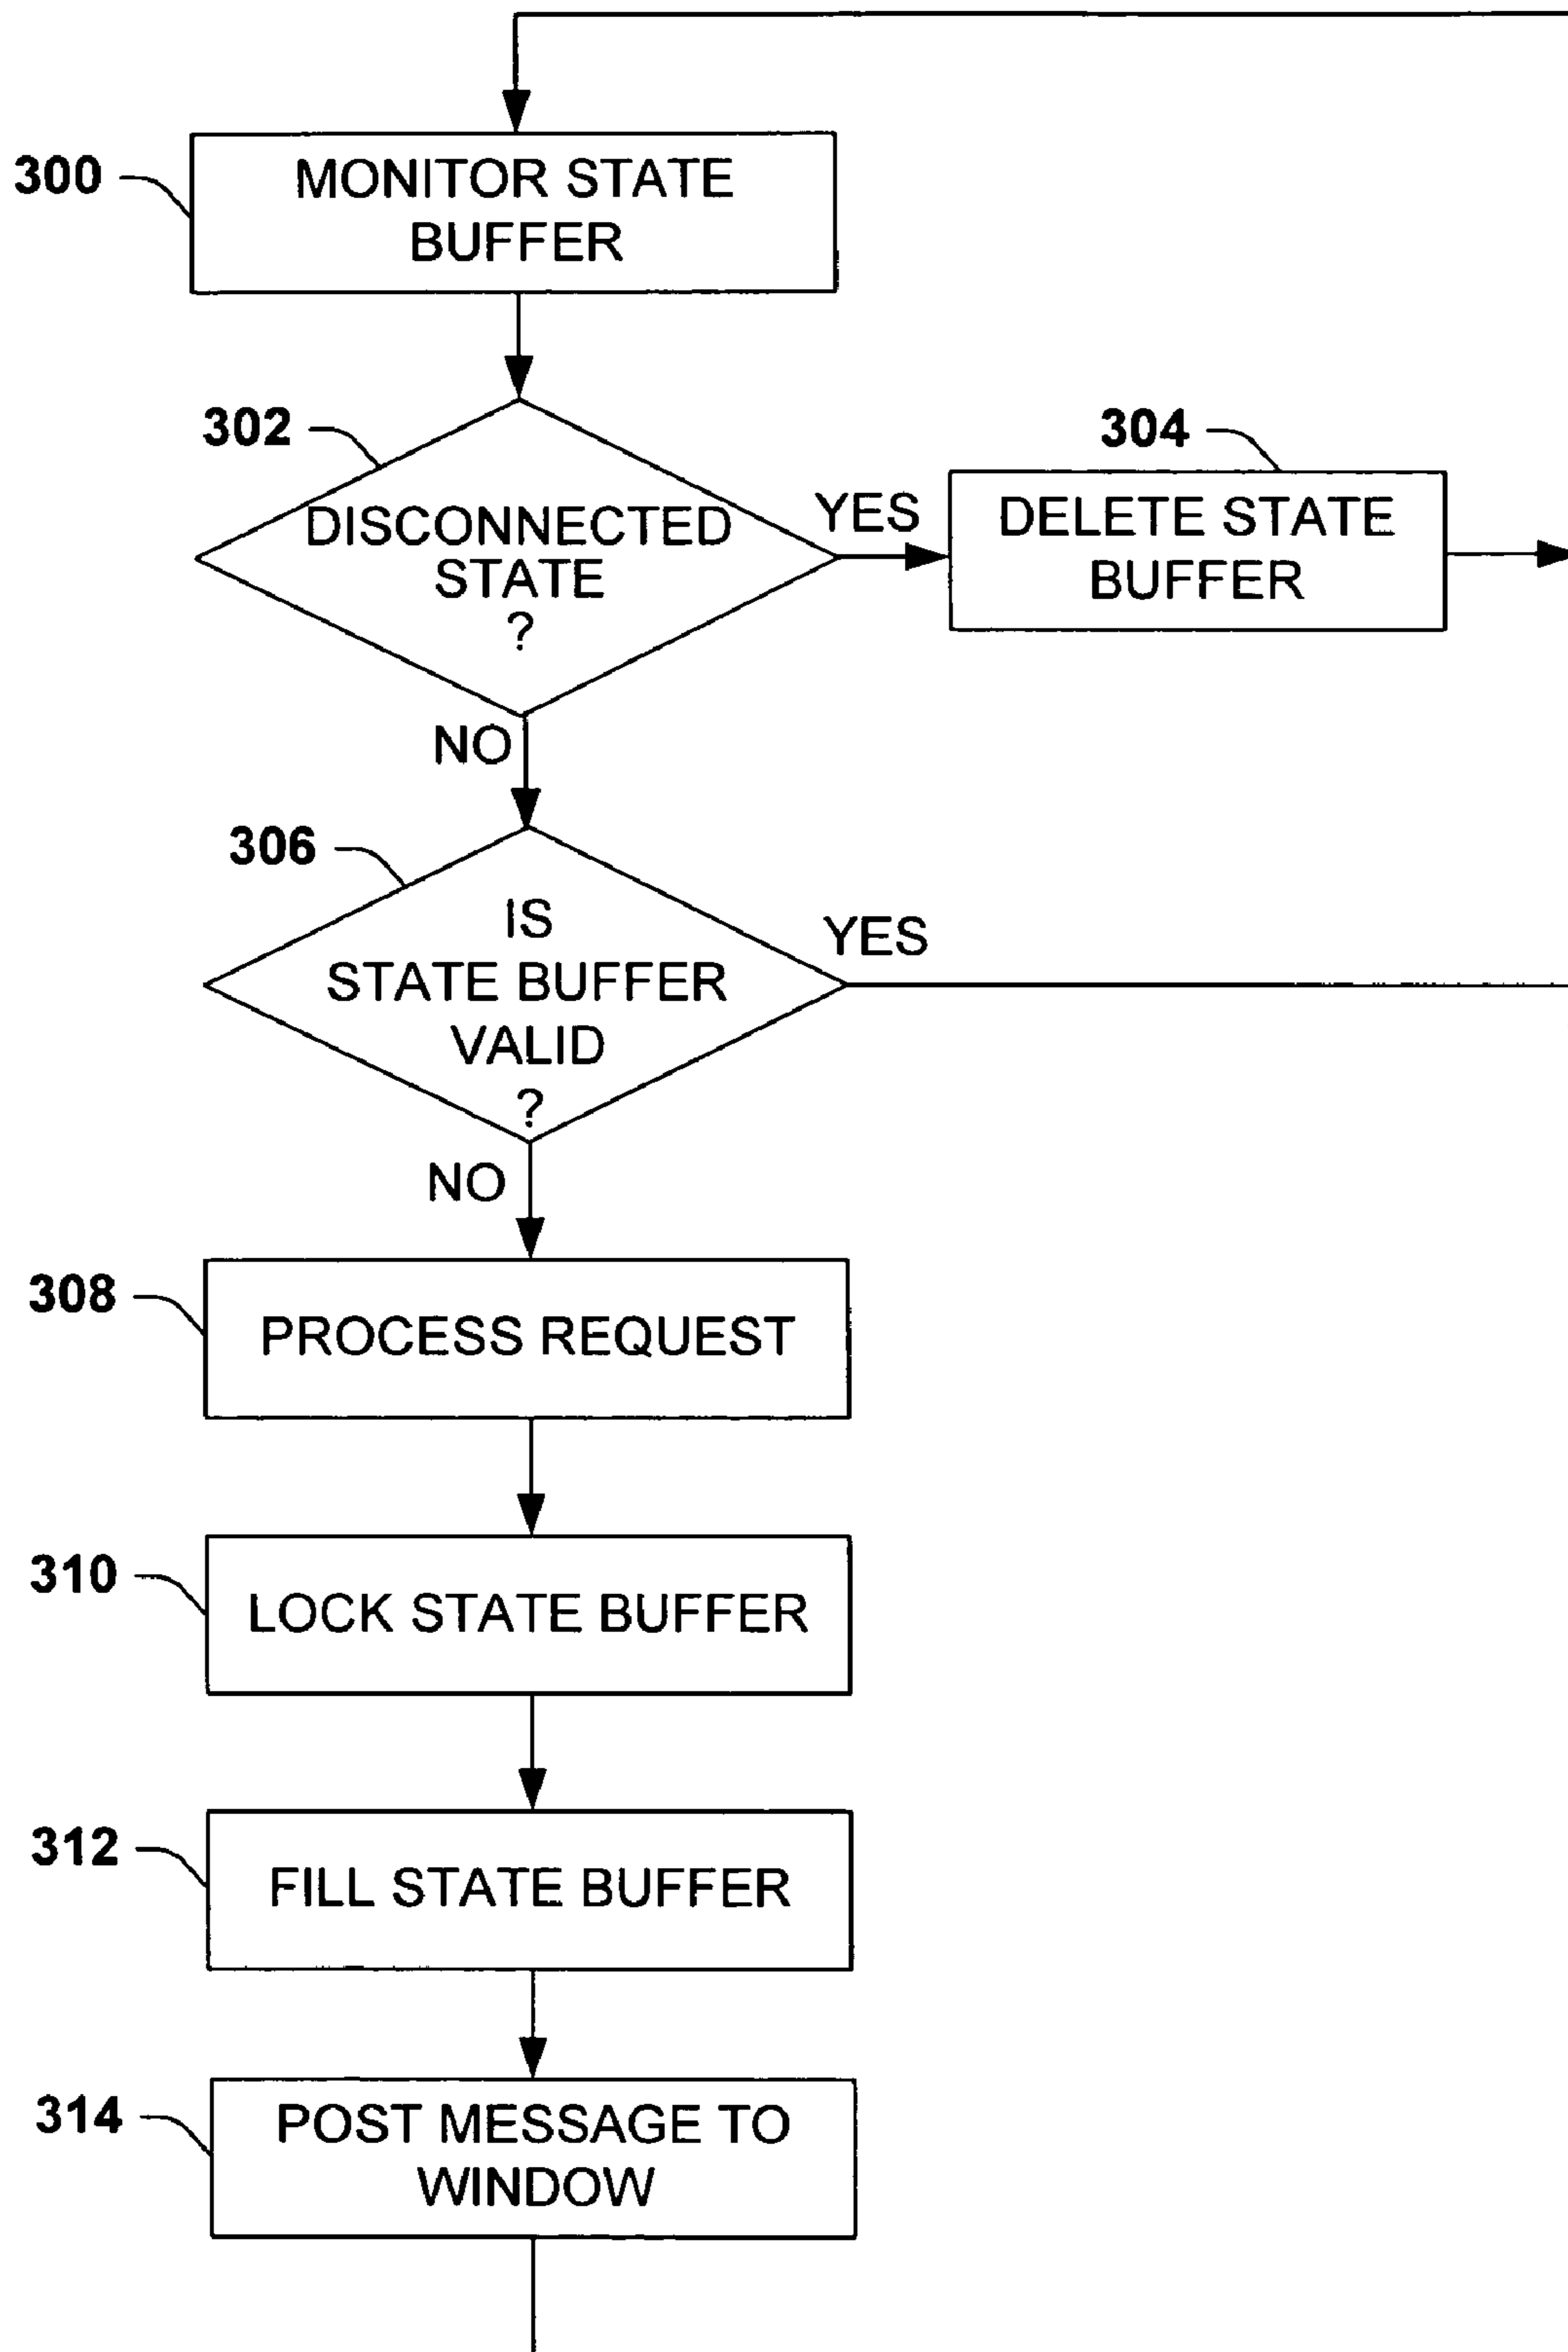 300
MONITOR STATE
BUFFER
302
DISCONNECTED
STATE
?
YES
304
DELETE STATE
BUFFER
NO
306
IS
STATE BUFFER
VALID
?
YES
NO
308
PROCESS REQUEST
310
LOCK STATE BUFFER
312
FILL STATE BUFFER
314
POST MESSAGE TO
WINDOW